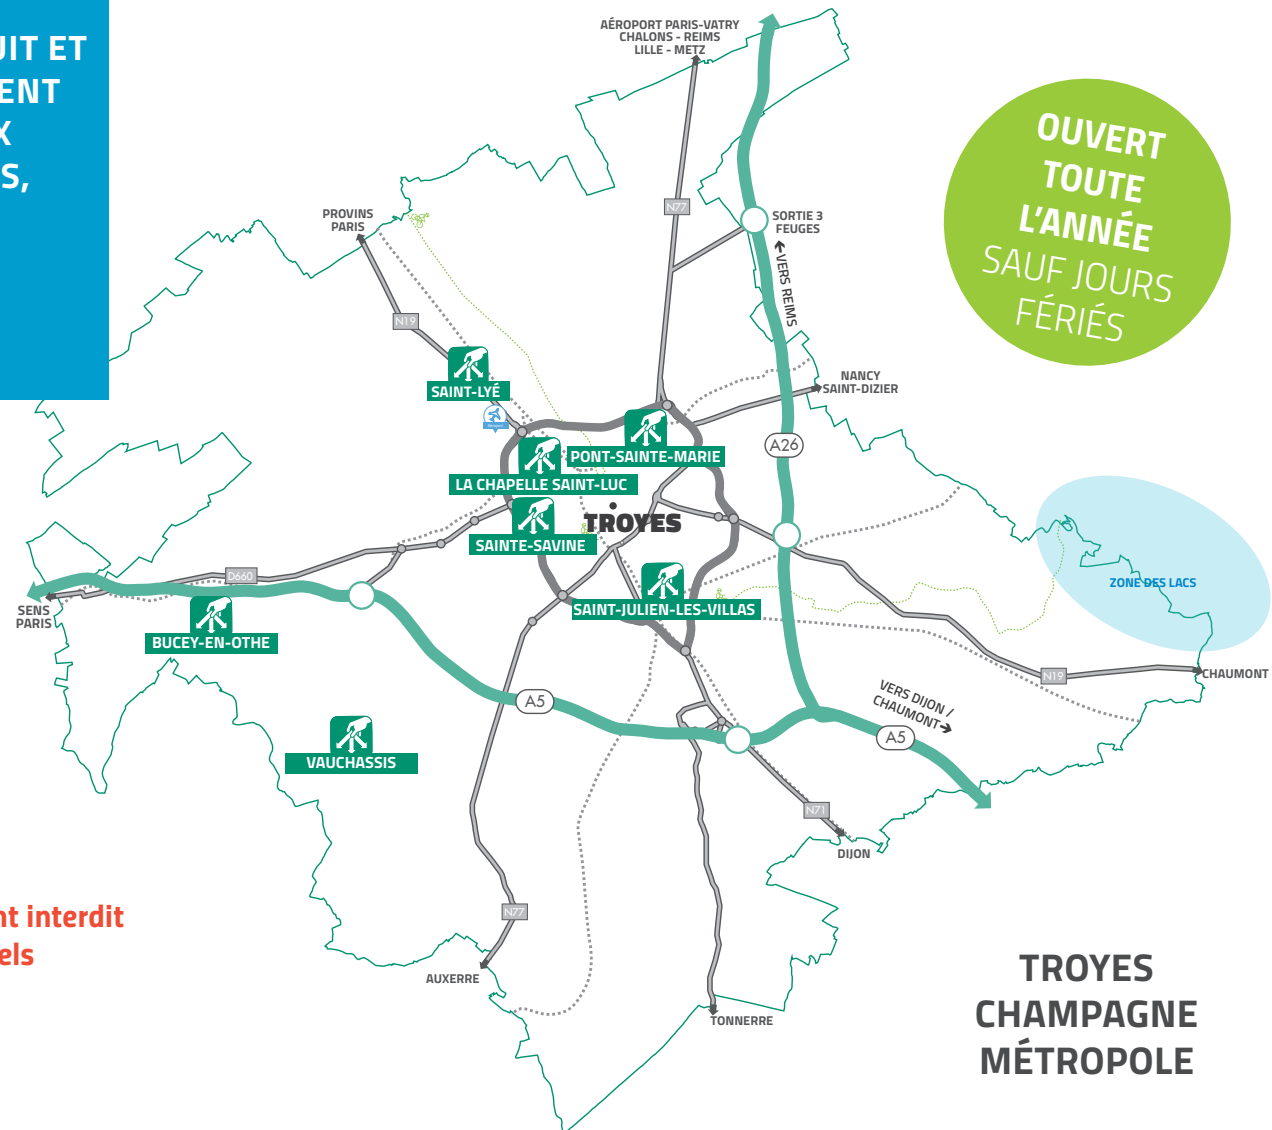 UIT ET
ENT
X
S,
AÉROPORT PARIS-VATRY
CHALONS - REIMS
LILLE - METZ
OUVERT
TOUTE
L'ANNÉE
SAUF JOURS
FÉRIÉS
PROVINS
PARIS
N77
SORTIE 3
FEUGES
VERS REIMS
N19
SAINT-LYÉ
NANCY
SAINT-DIZIER
A26
PONT-SAINTE-MARIE
LA CHAPELLE SAINT-LUC
TROYES
SAINTE-SAVINE
D660
SENS
PARIS
ZONE DES LACS
SAINT-JULIEN-LES-VILLAS
BUCEY-EN-OTHE
N19
CHAUMONT
A5
VERS DIJON /
CHAUMONT
A5
VAUCHASSIS
N71
DIJON
N77
nt interdit
els
AUXERRE
TONNERRE
TROYES
CHAMPAGNE
MÉTROPOLE